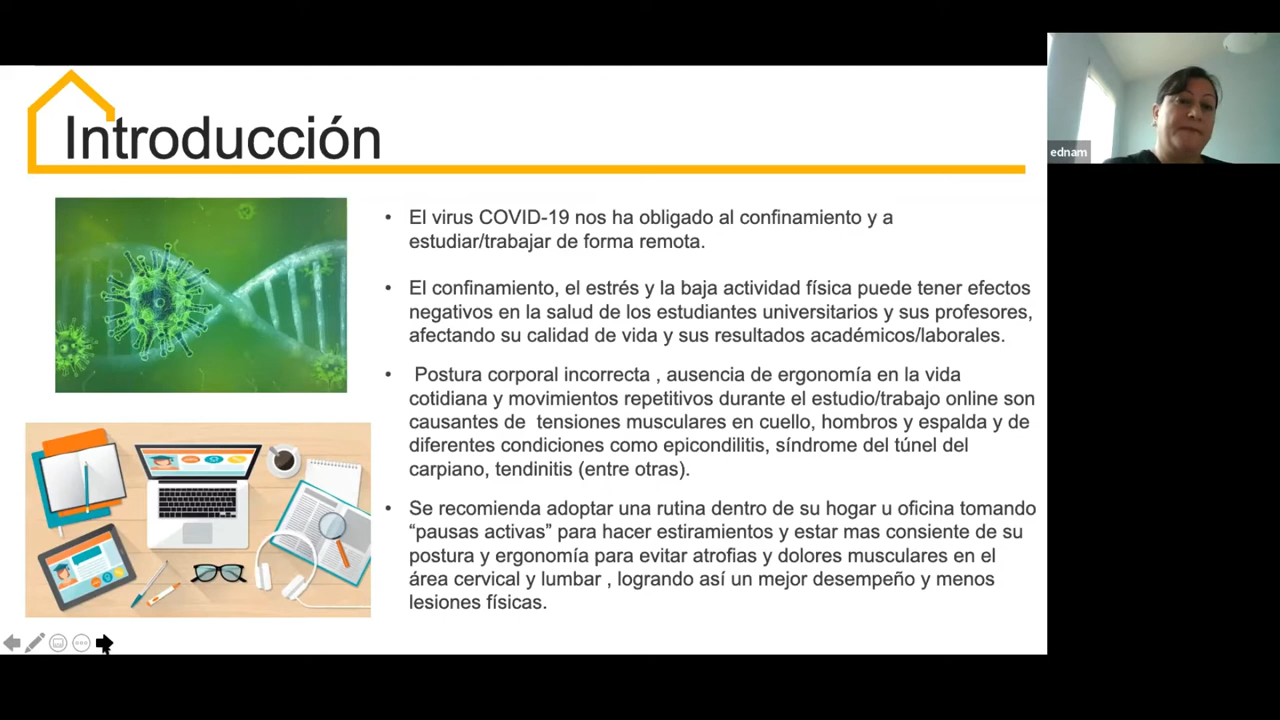 Introducción
ednam
• El virus COVID-19 nos ha obligado al confinamiento y a
estudiar/trabajar de forma remota.
• El confinamiento, el estrés y la baja actividad física puede tener efectos
negativos en la salud de los estudiantes universitarios y sus profesores,
afectando su calidad de vida y sus resultados académicos/laborales.
• Postura corporal incorrecta , ausencia de ergonomía en la vida
cotidiana y movimientos repetitivos durante el estudio/trabajo online son
causantes de  tensiones musculares en cuello, hombros y espalda y de
diferentes condiciones como epicondilitis, síndrome del túnel del
carpiano, tendinitis (entre otras).
• Se recomienda adoptar una rutina dentro de su hogar u oficina tomando
“pausas activas” para hacer estiramientos y estar mas consiente de su
postura y ergonomía para evitar atrofias y dolores musculares en el
área cervical y lumbar , logrando así un mejor desempeño y menos
lesiones físicas.